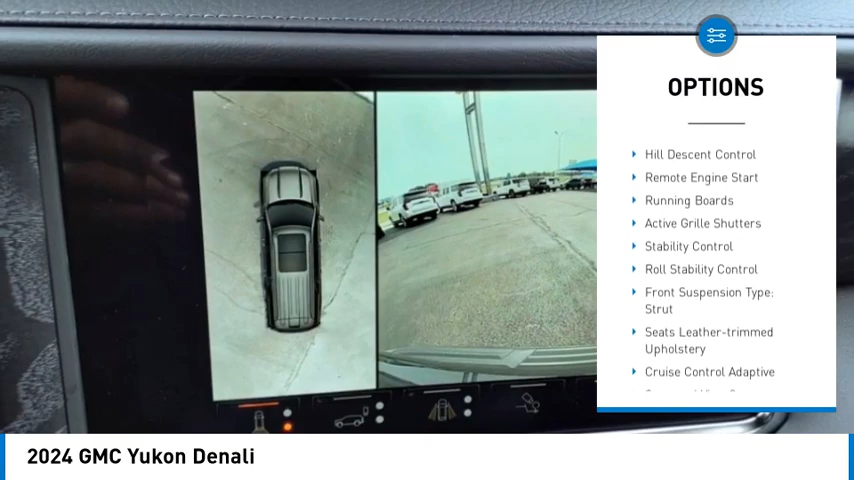 OPTIONS
Hill Descent Control
Remote Engine Start
Running Boards
Active Grille Shutters
Stability Control
Roll Stability Control
Front Suspension Type:
Strut
Seats Leather-trimmed
Upholstery
Cruise Control Adaptive
2024 GMC Yukon Denali